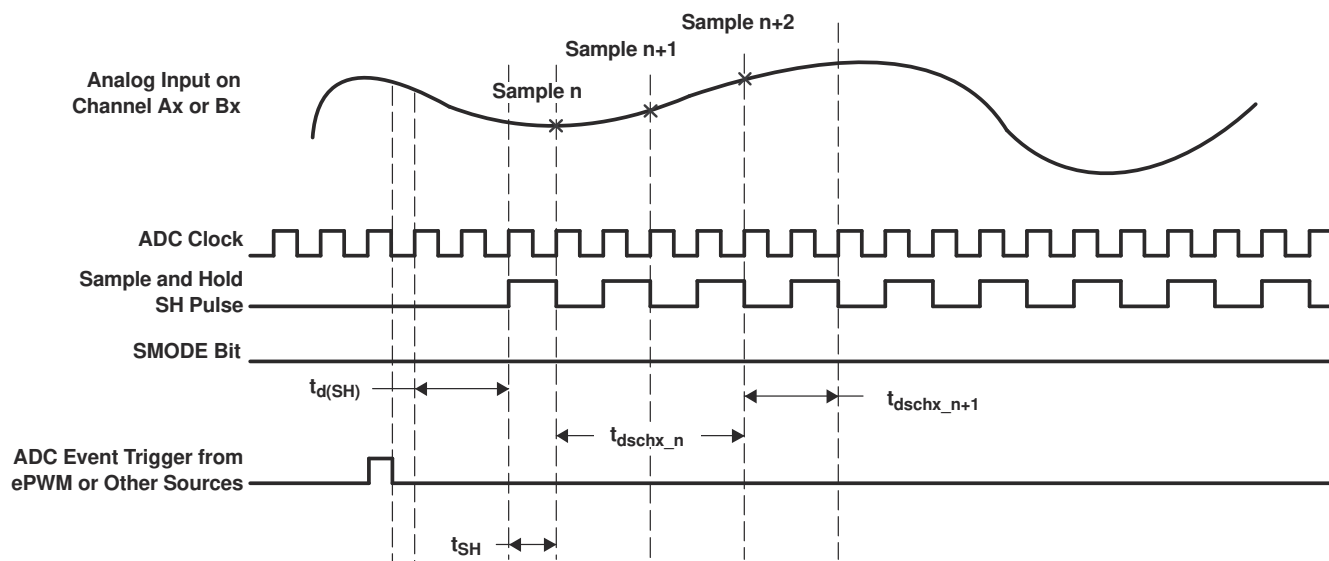 Sample n+2
Sample n+1
Analog Input on
Channel Ax or Bx
Sample n
ADC Clock
Sample and Hold
SH Pulse
SMODE Bit
td(SH)
tdschx_n+1
tdschx_n
ADC Event Trigger from
ePWM or Other Sources
tSH